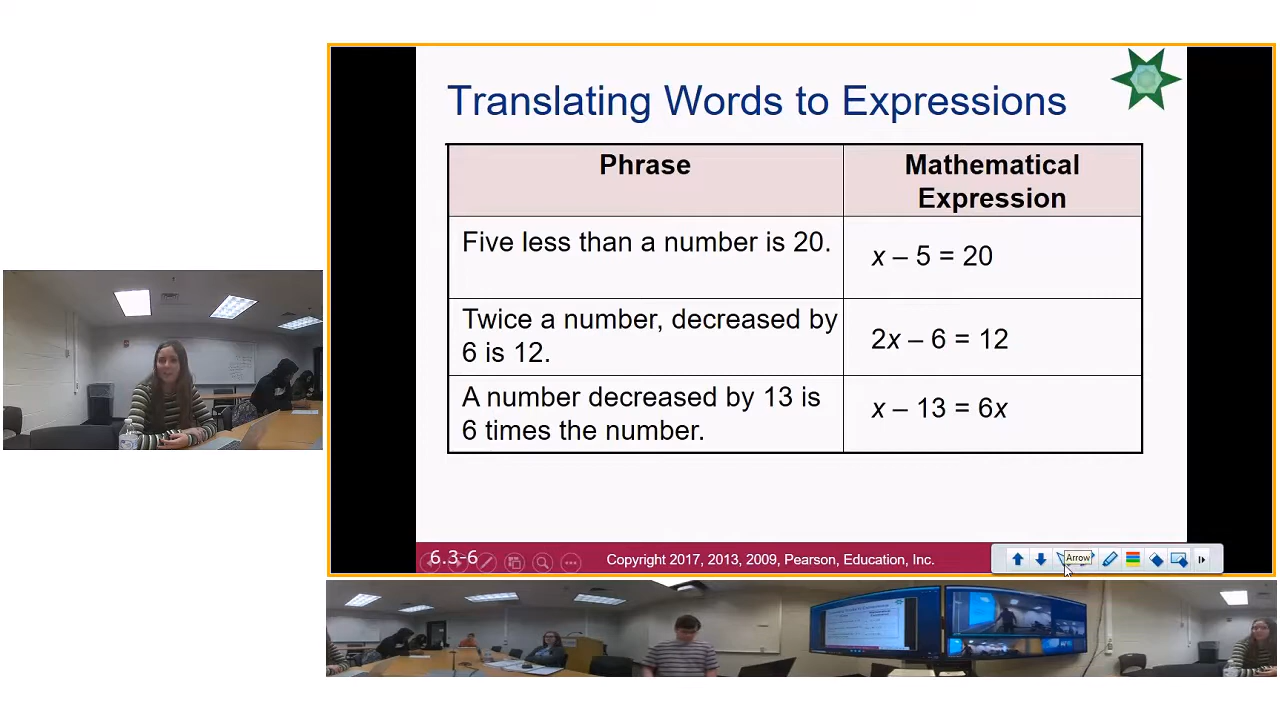 Translating Words to Expressions
Phrase
Mathematical
Expression
Five less than a number is 20.
x – 5 = 20
Twice a number, decreased by
6 is 12.
2x – 6 = 12
A number decreased by 13 is
6 times the number.
x – 13 = 6x
6.3-6
Copyright 2017, 2013, 2009, Pearson, Education, Inc.
Arrow